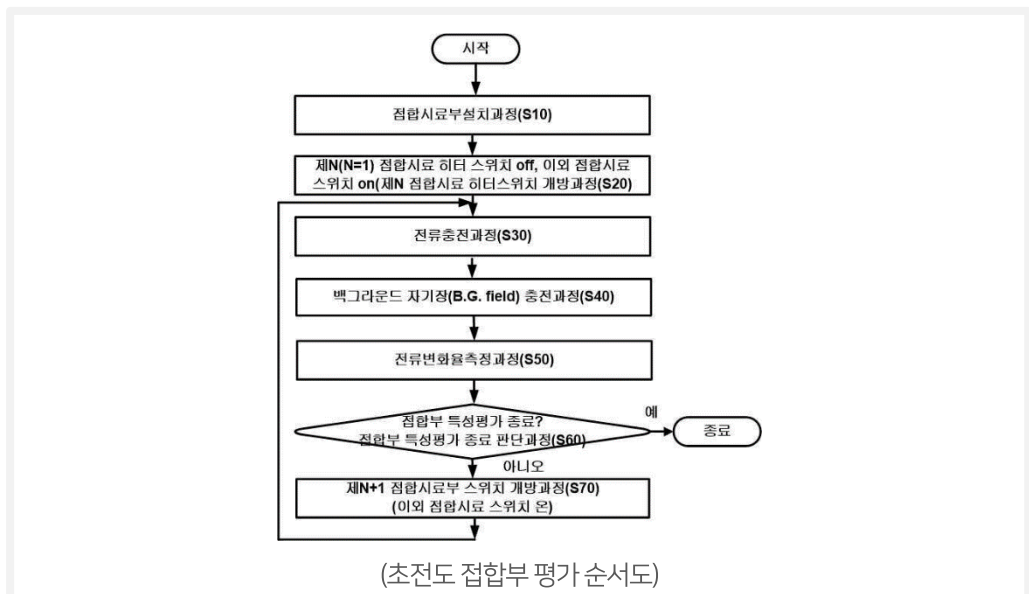 시작
접합시료부설치과정(S10)
제N(N=1) 접합시료 히터 스위치 off, 이외 접합시료
스위치 on(제N 접합시료 히터스위치 개방과정(S20)
전류충전과정(S30)
백그라운드 자기장(B.G. field) 충전과정(S40)
전류변화율측정과정(S50)
접합부 특성평가 종료?
접합부 특성평가 종료 판단과정(S60)
예
종료
아니오
제N+1 접합시료부 스위치 개방과정(S70)
(이외 접합시료 스위치 온)
(초전도 접합부 평가 순서도)